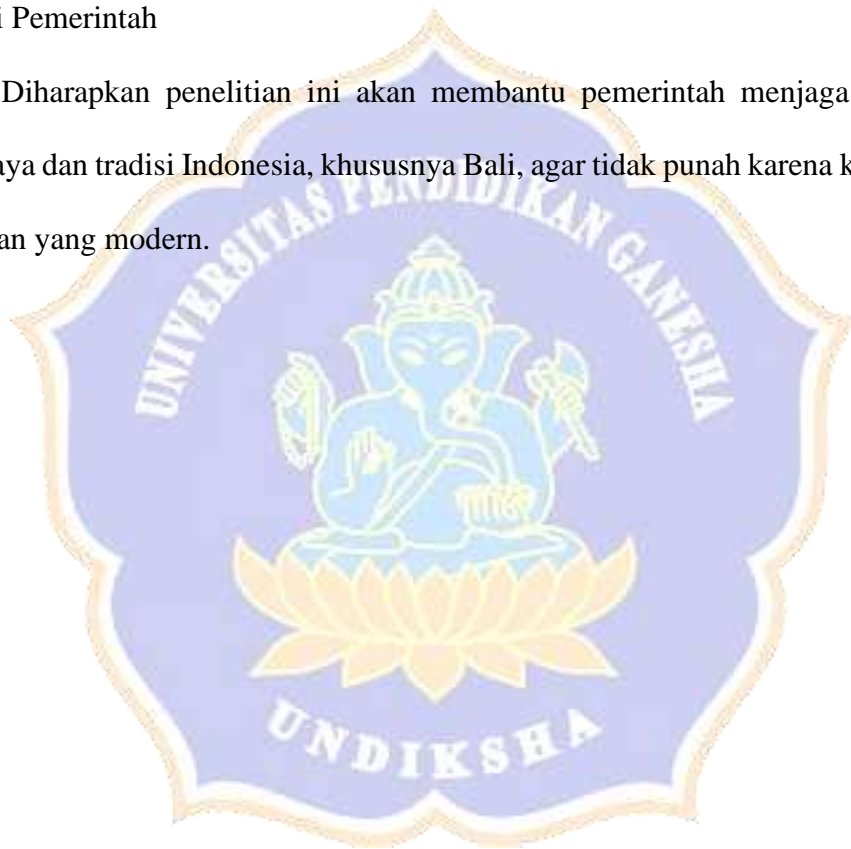 i Pemerintah
Diharapkan penelitian ini akan membantu pemerintah menjaga
aya dan tradisi Indonesia, khususnya Bali, agar tidak punah karena k
an yang modern.
UNIVERSITAS PENDIDIKAN GANESHA
UNDIKSHA